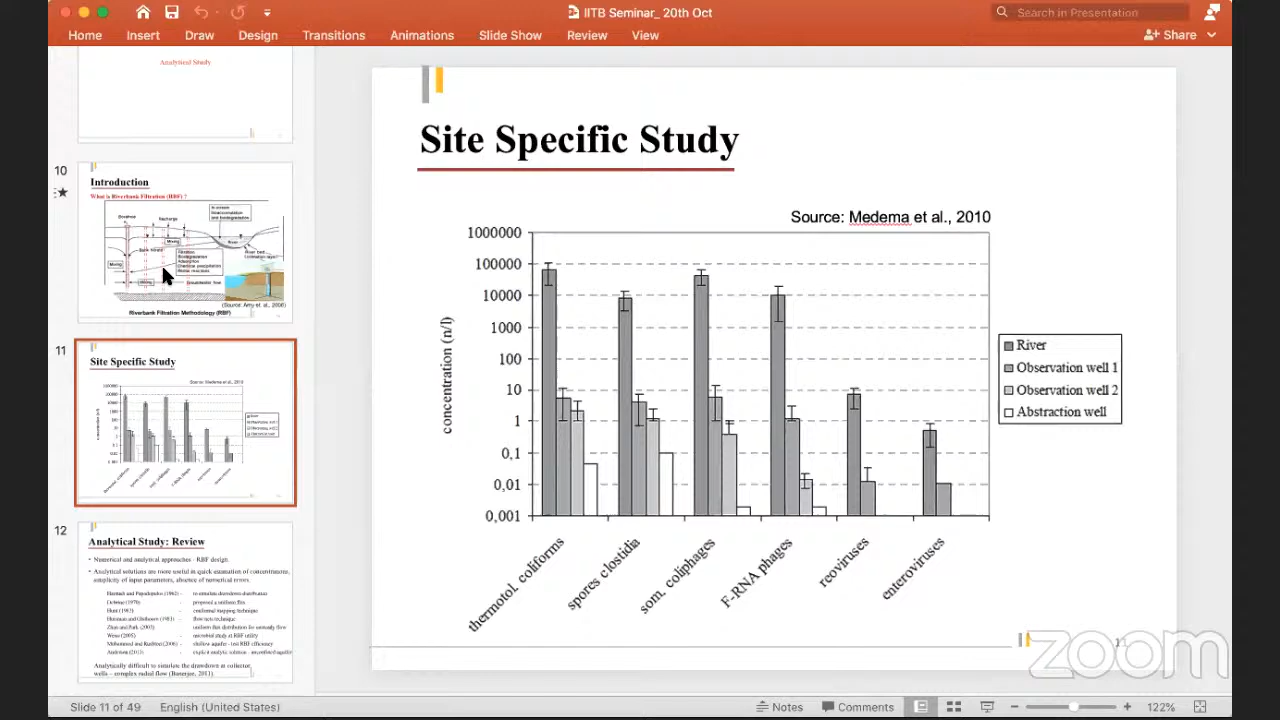 IITB Seminar_ 20th Oct
Search in Presentation
Home Insert Draw Design Transitions Animations Slide Show Review View Share
Analytical Study
10
Introduction
What is Riverbank Filtration (RBF) ?
Riverbank Filtration Methodology (RBF)
11
Site Specific Study
12
Analytical Study: Review
Numerical and analytical approaches - RBF design.
Analytical solutions are more useful in quick estimation of concentrations,
simplicity of input parameters, absence of numerical errors.
Analytically difficult to simulate the drawdown at collector
wells – complex radial flow (Banerjee, 2011).
Site Specific Study
Source: Medema et al., 2010
concentration (n/l)
1000000
100000
10000
1000
100
10
1
0,1
0,01
0,001
thermotol. coliforms
spores clostidia
som. coliphages
F-RNA phages
reoviruses
enteroviruses
River
Observation well 1
Observation well 2
Abstraction well
zoom
Slide 11 of 49 English (United States) Notes Comments 122%